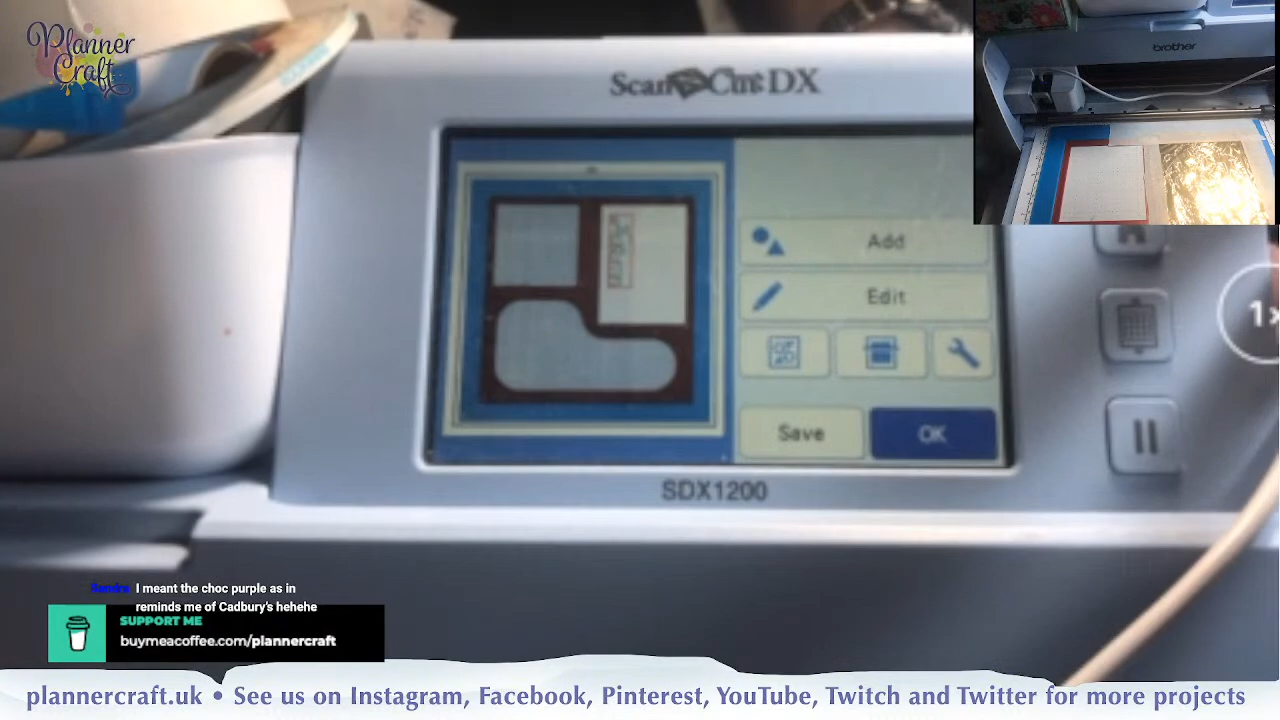 Planner
Craft
Scan Cut DX
brother
Add
Edit
Save
OK
SDX1200
I meant the choc purple as in
reminds me of Cadbury's hehehe
SUPPORT ME
buymeacoffee.com/plannercraft
plannercraft.uk • See us on Instagram, Facebook, Pinterest, YouTube, Twitch and Twitter for more projects